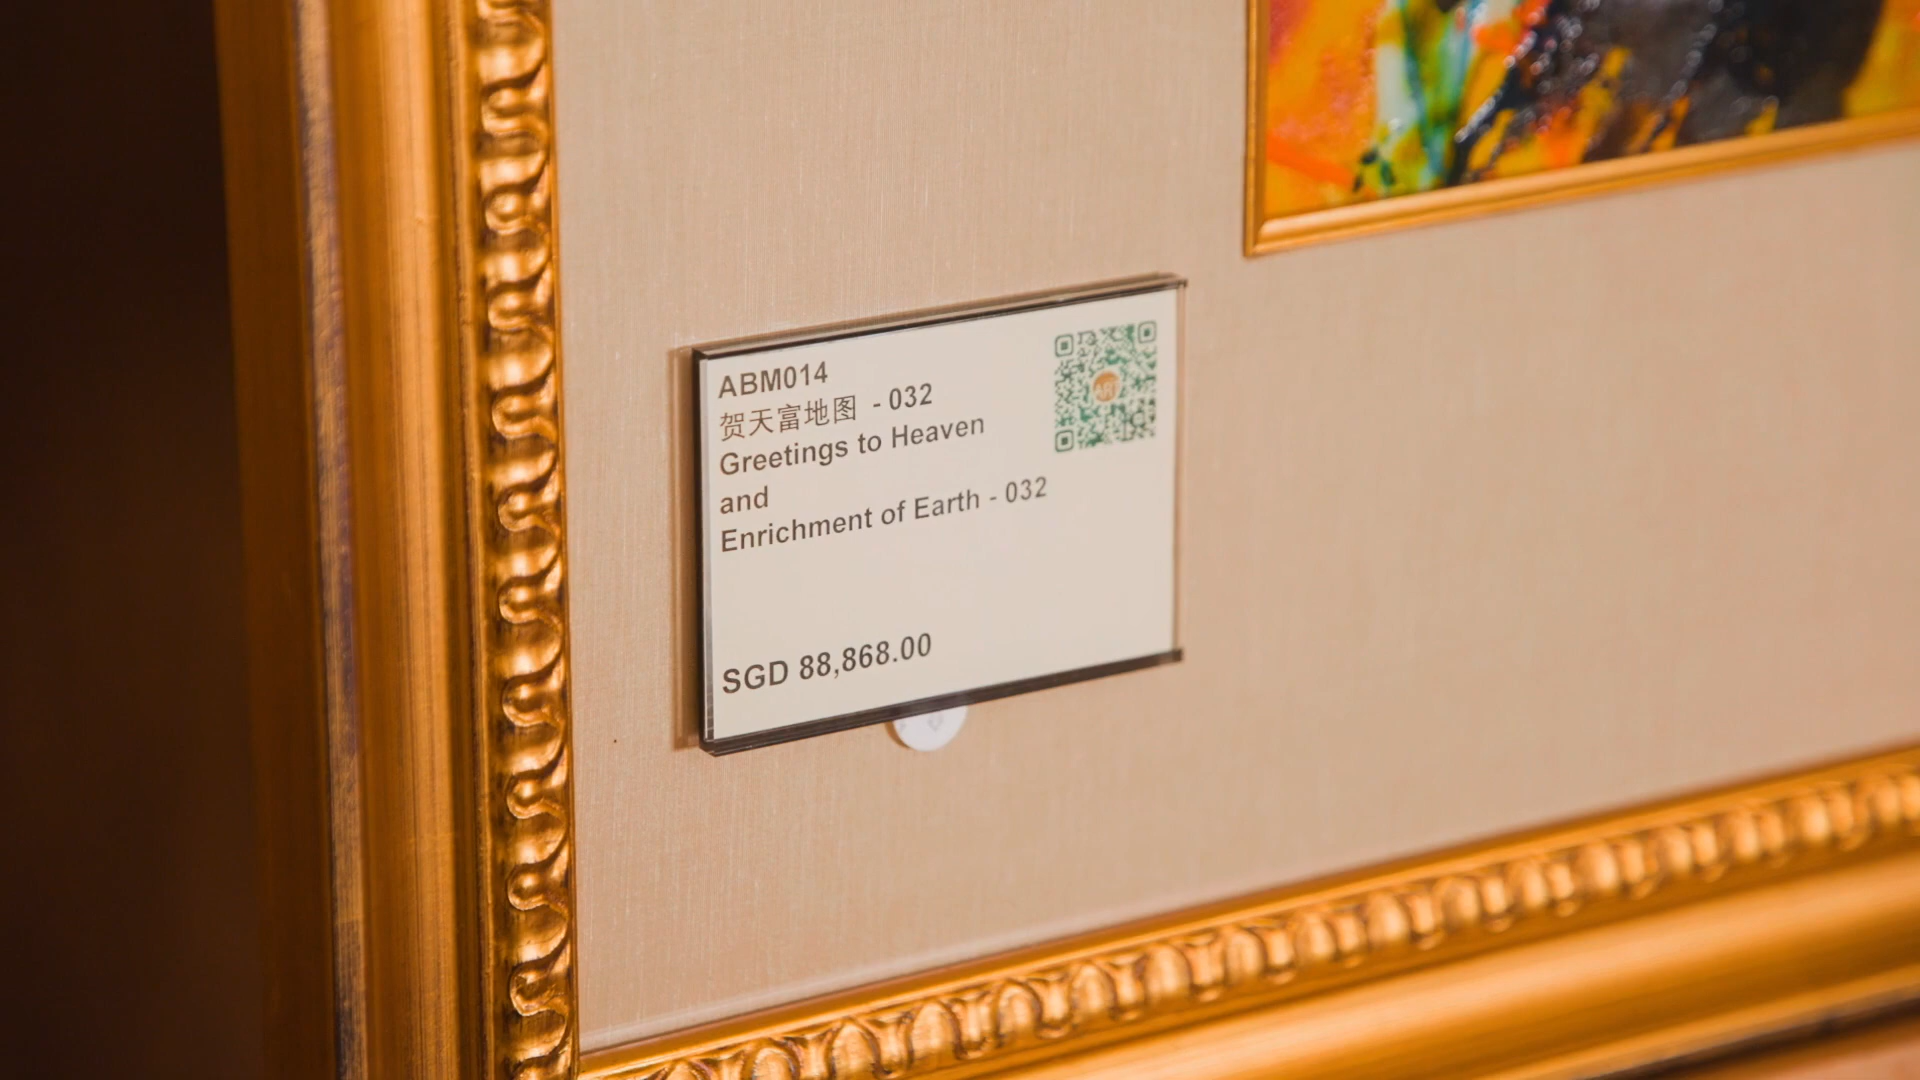 ABM014
贺天富地图 - 032
Greetings to Heaven
and
Enrichment of Earth - 032
ART
SGD 88,868.00